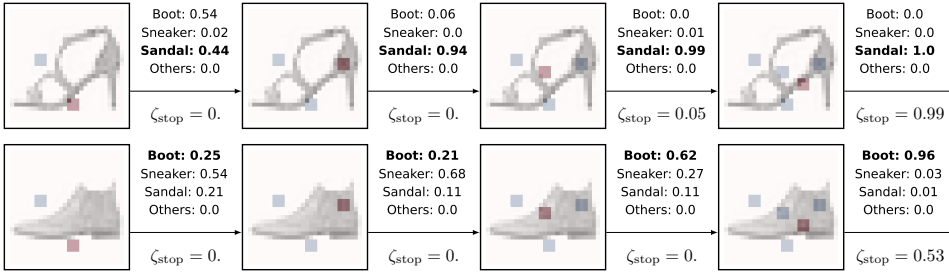 Boot: 0.54
Sneaker: 0.02
Sandal: 0.44
Others: 0.0
ζstop = 0.
Boot: 0.06
Sneaker: 0.0
Sandal: 0.94
Others: 0.0
ζstop = 0.
Boot: 0.0
Sneaker: 0.01
Sandal: 0.99
Others: 0.0
ζstop = 0.05
Boot: 0.0
Sneaker: 0.0
Sandal: 1.0
Others: 0.0
ζstop = 0.99
Boot: 0.25
Sneaker: 0.54
Sandal: 0.21
Others: 0.0
ζstop = 0.
Boot: 0.21
Sneaker: 0.68
Sandal: 0.11
Others: 0.0
ζstop = 0.
Boot: 0.62
Sneaker: 0.27
Sandal: 0.11
Others: 0.0
ζstop = 0.
Boot: 0.96
Sneaker: 0.03
Sandal: 0.01
Others: 0.0
ζstop = 0.53